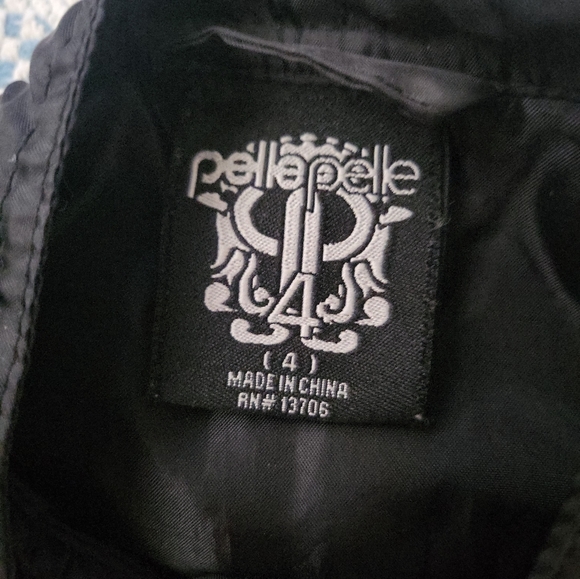 pellepelle
4
( 4 )
MADE IN CHINA
RN# 13706